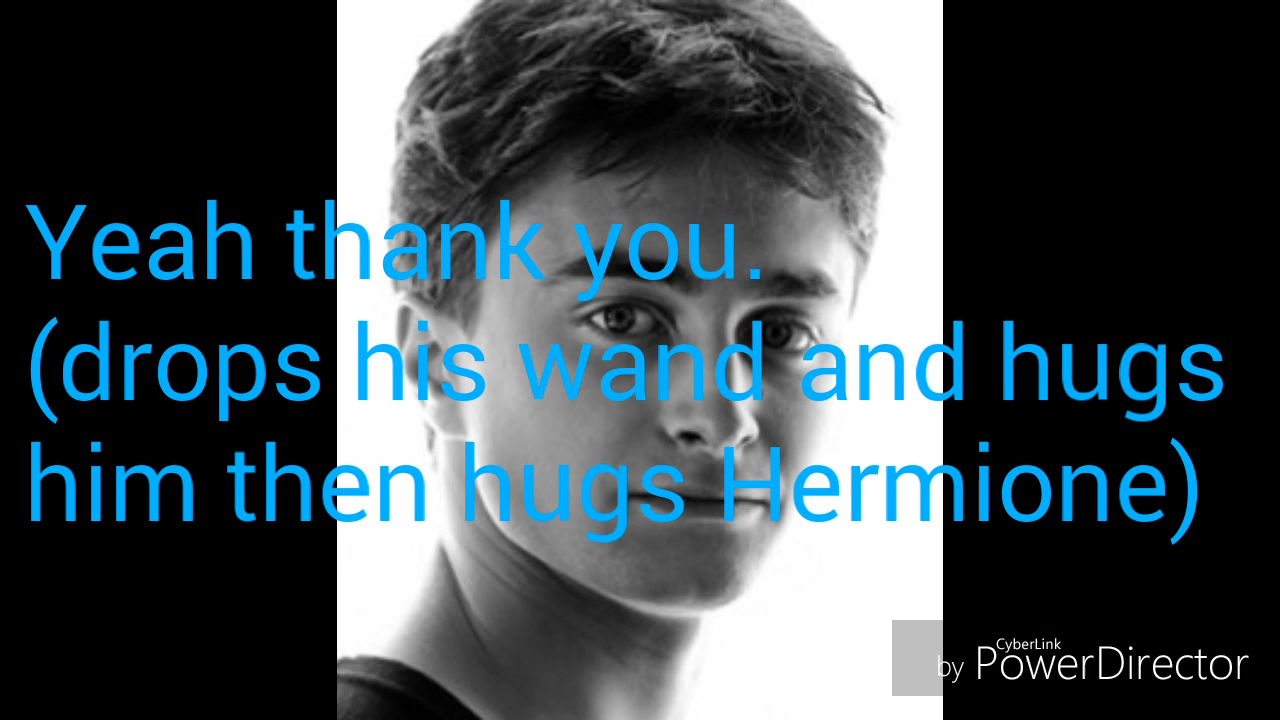 Yeah thank you.
(drops his wand and hugs
him then hugs Hermione)
CyberLink
by PowerDirector